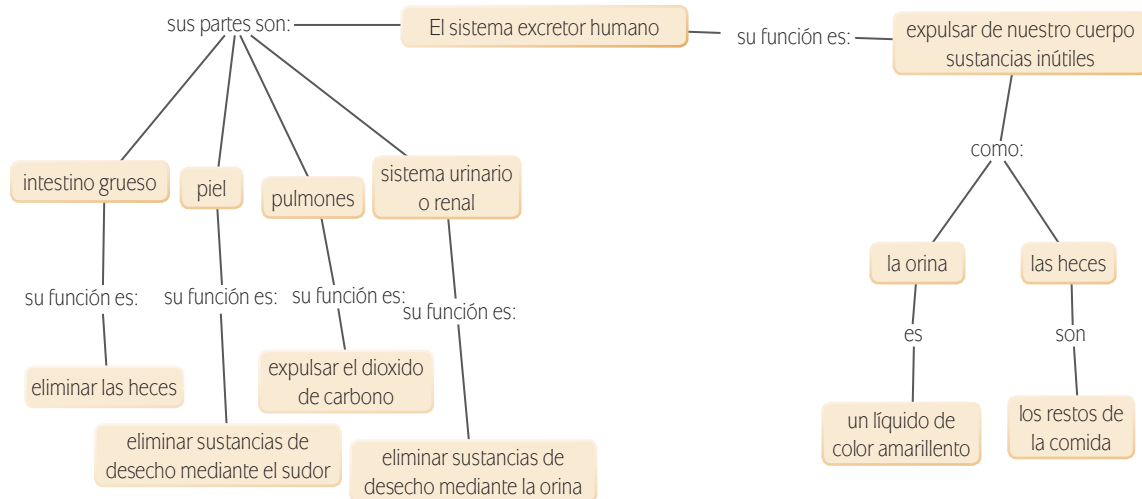 sus partes son:
El sistema excretor humano
su función es:
expulsar de nuestro cuerpo
sustancias inútiles
como:
intestino grueso
piel
pulmones
sistema urinario
o renal
la orina
las heces
su función es:
su función es:
su función es:
su función es:
es
son
eliminar las heces
expulsar el dioxido
de carbono
eliminar sustancias de
desecho mediante el sudor
eliminar sustancias de
desecho mediante la orina
un líquido de
color amarillento
los restos de
la comida